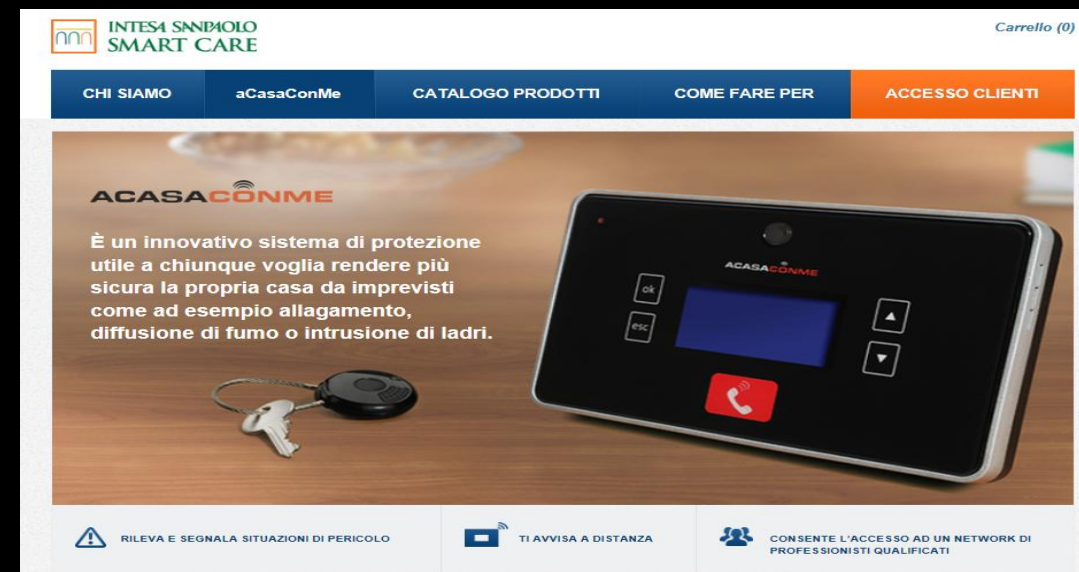 INTESA SANPAOLO
SMART CARE
Carrello (0)
CHI SIAMO aCasaConMe CATALOGO PRODOTTI COME FARE PER ACCESSO CLIENTI
ACASACONME
È un innovativo sistema di protezione
utile a chiunque voglia rendere più
sicura la propria casa da imprevisti
come ad esempio allagamento,
diffusione di fumo o intrusione di ladri.
ACASACONME
ok
esc
RILEVA E SEGNALA SITUAZIONI DI PERICOLO
TI AVVISA A DISTANZA
CONSENTE L'ACCESSO AD UN NETWORK DI
PROFESSIONISTI QUALIFICATI